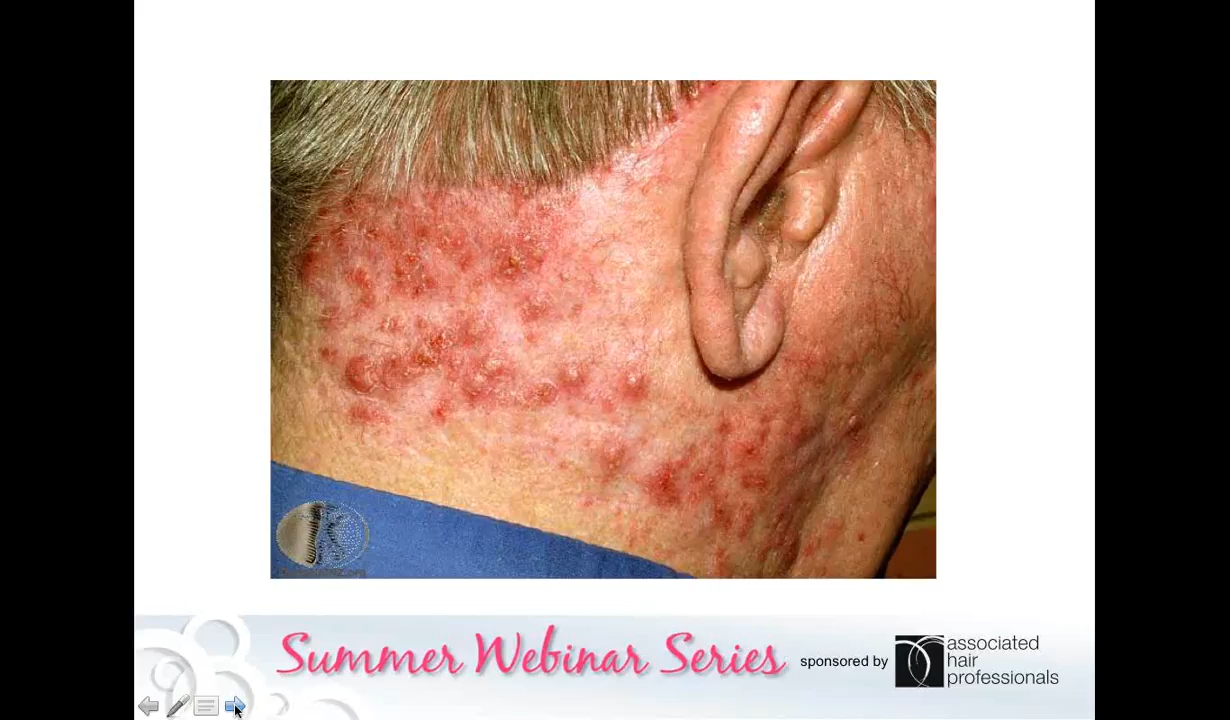 Summer Webinar Series
sponsored by
associated
hair
professionals